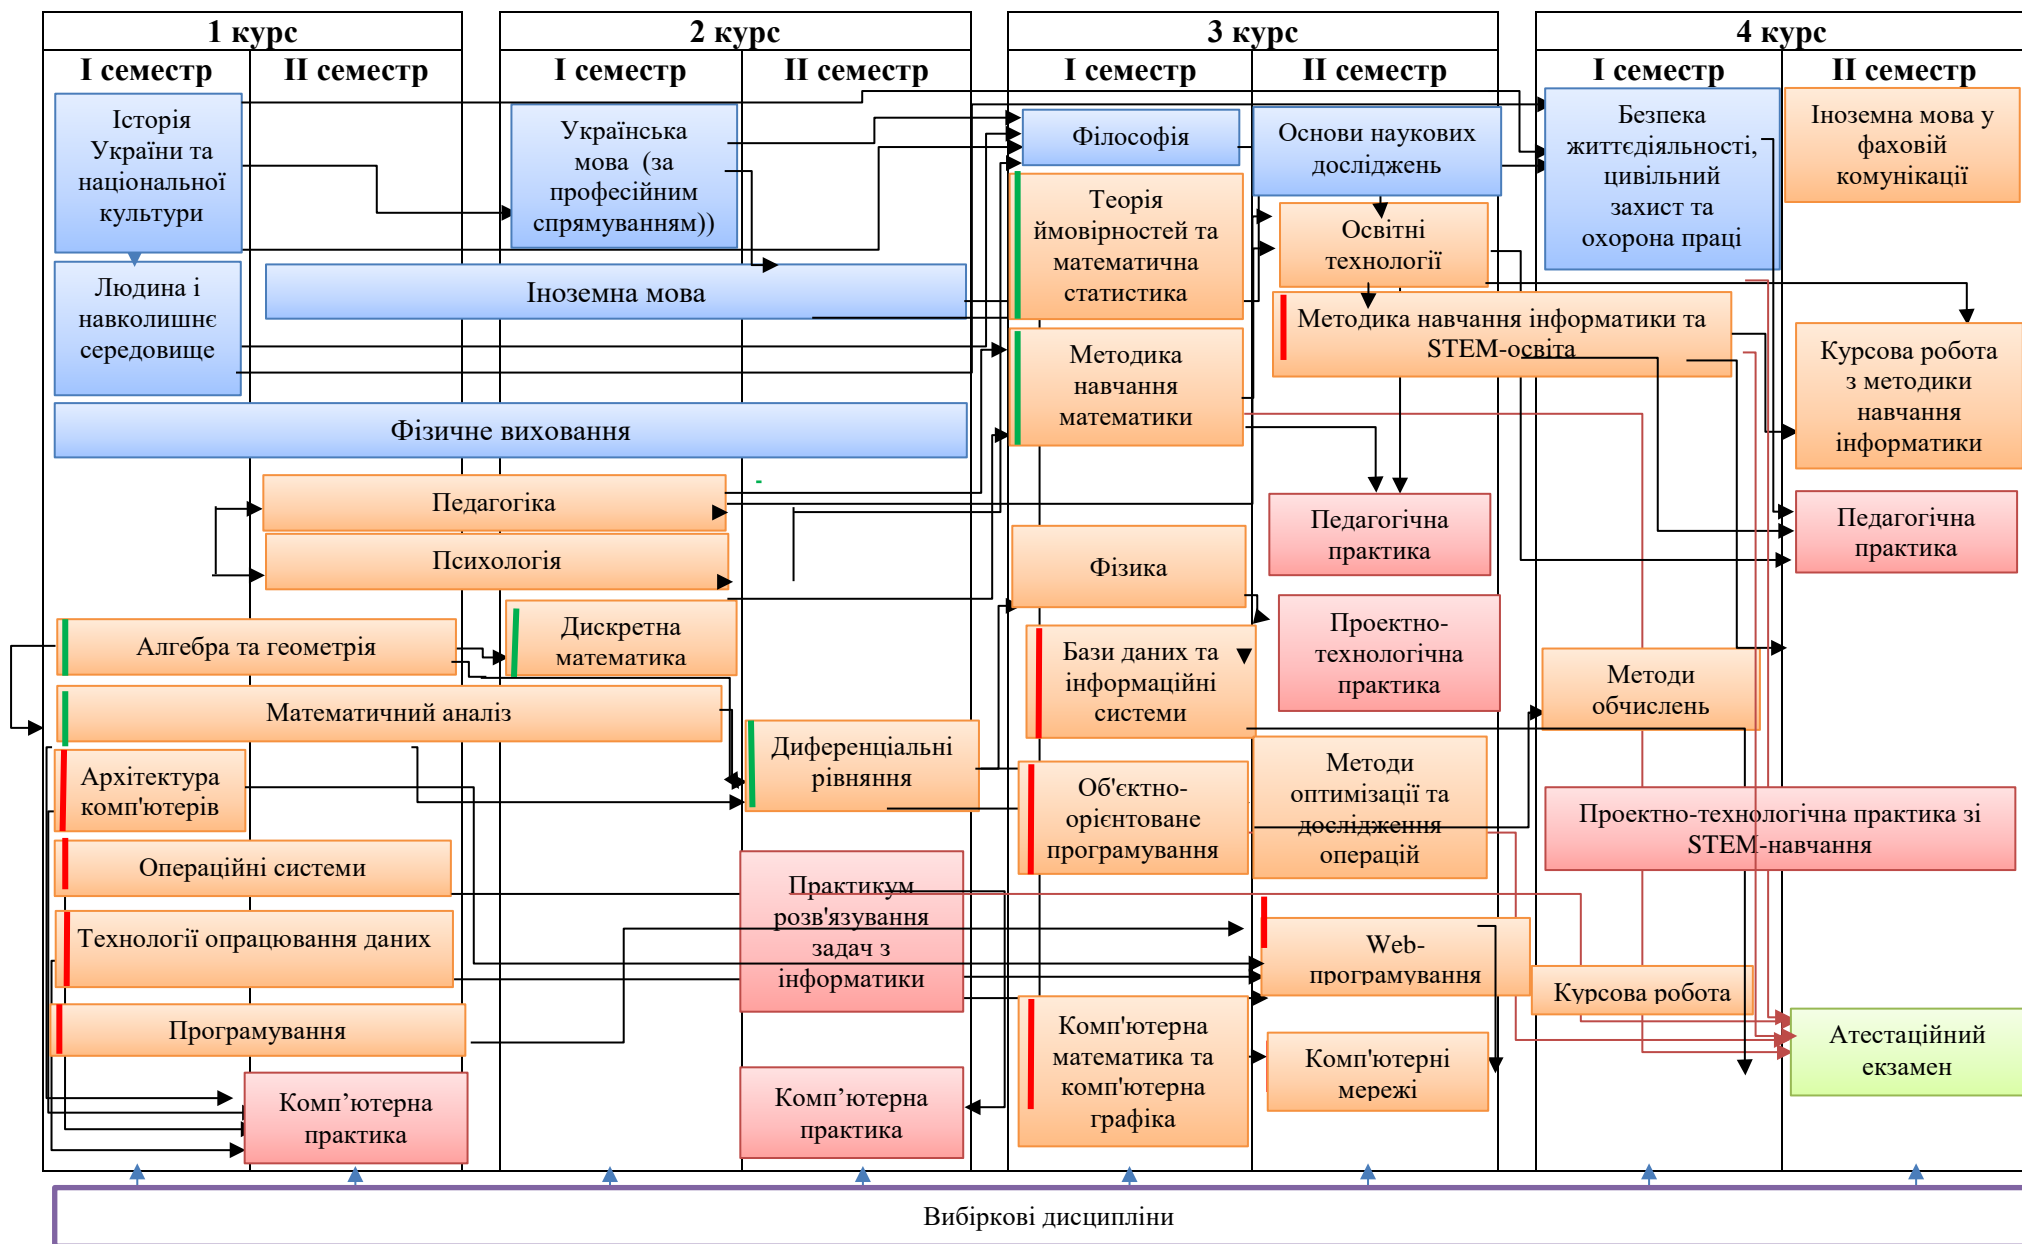 1 курс
2 курс
3 курс
4 курс
I семестр
II семестр
I семестр
II семестр
I семестр
II семестр
I семестр
II семестр
Історія
України та
національної
культури
Людина і
навколишнє
середовище
Українська
мова (за
професійним
спрямуванням))
Іноземна мова
Фізичне виховання
Педагогіка
-
Психологія
Алгебра та геометрія
Дискретна
математика
Математичний аналіз
Диференціальні
рівняння
Архітектура
комп'ютерів
Операційні системи
Технології опрацювання даних
Програмування
Комп’ютерна
практика
Практикум
розв'язування
задач з
інформатики
Комп’ютерна
практика
Філософія
Теорія
ймовірностей та
математична
статистика
Методика
навчання
математики
Фізика
Бази даних та
інформаційні
системи
Об'єктно-
орієнтоване
програмування
Комп'ютерна
математика та
комп'ютерна
графіка
Основи наукових
досліджень
Освітні
технології
Методика навчання інформатики та
STEM-освіта
Педагогічна
практика
Проектно-
технологічна
практика
Методи
оптимізації та
дослідження
операцій
Web-
програмування
Комп'ютерні
мережі
Безпека
життєдіяльності,
цивільний
захист та
охорона праці
Методи
обчислень
Проектно-технологічна практика зі
STEM-навчання
Курсова робота
Іноземна мова у
фаховій
комунікації
Курсова робота
з методики
навчання
інформатики
Педагогічна
практика
Атестаційний
екзамен
Вибіркові дисципліни